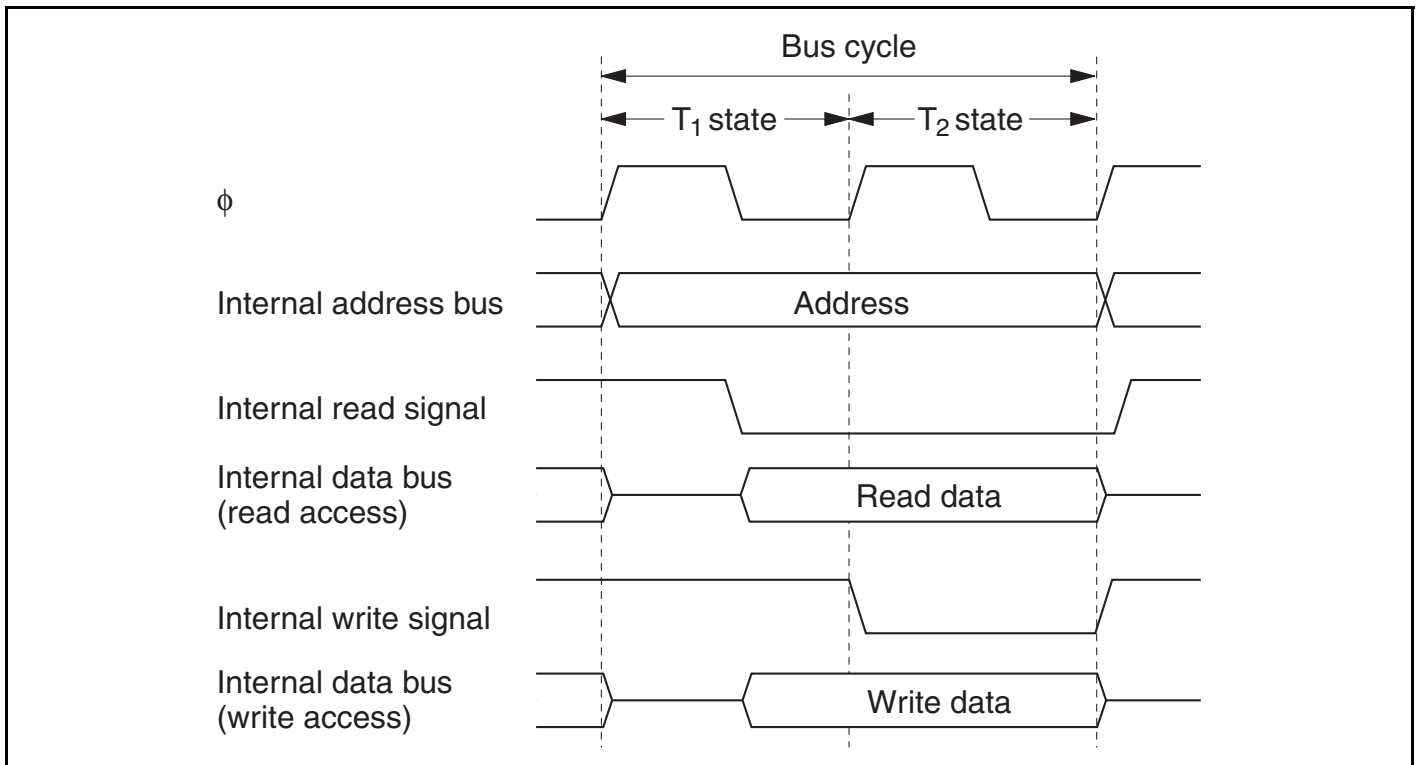 Bus cycle
T₁ state
T₂ state
ϕ
Internal address bus
Address
Internal read signal
Internal data bus
(read access)
Read data
Internal write signal
Internal data bus
(write access)
Write data